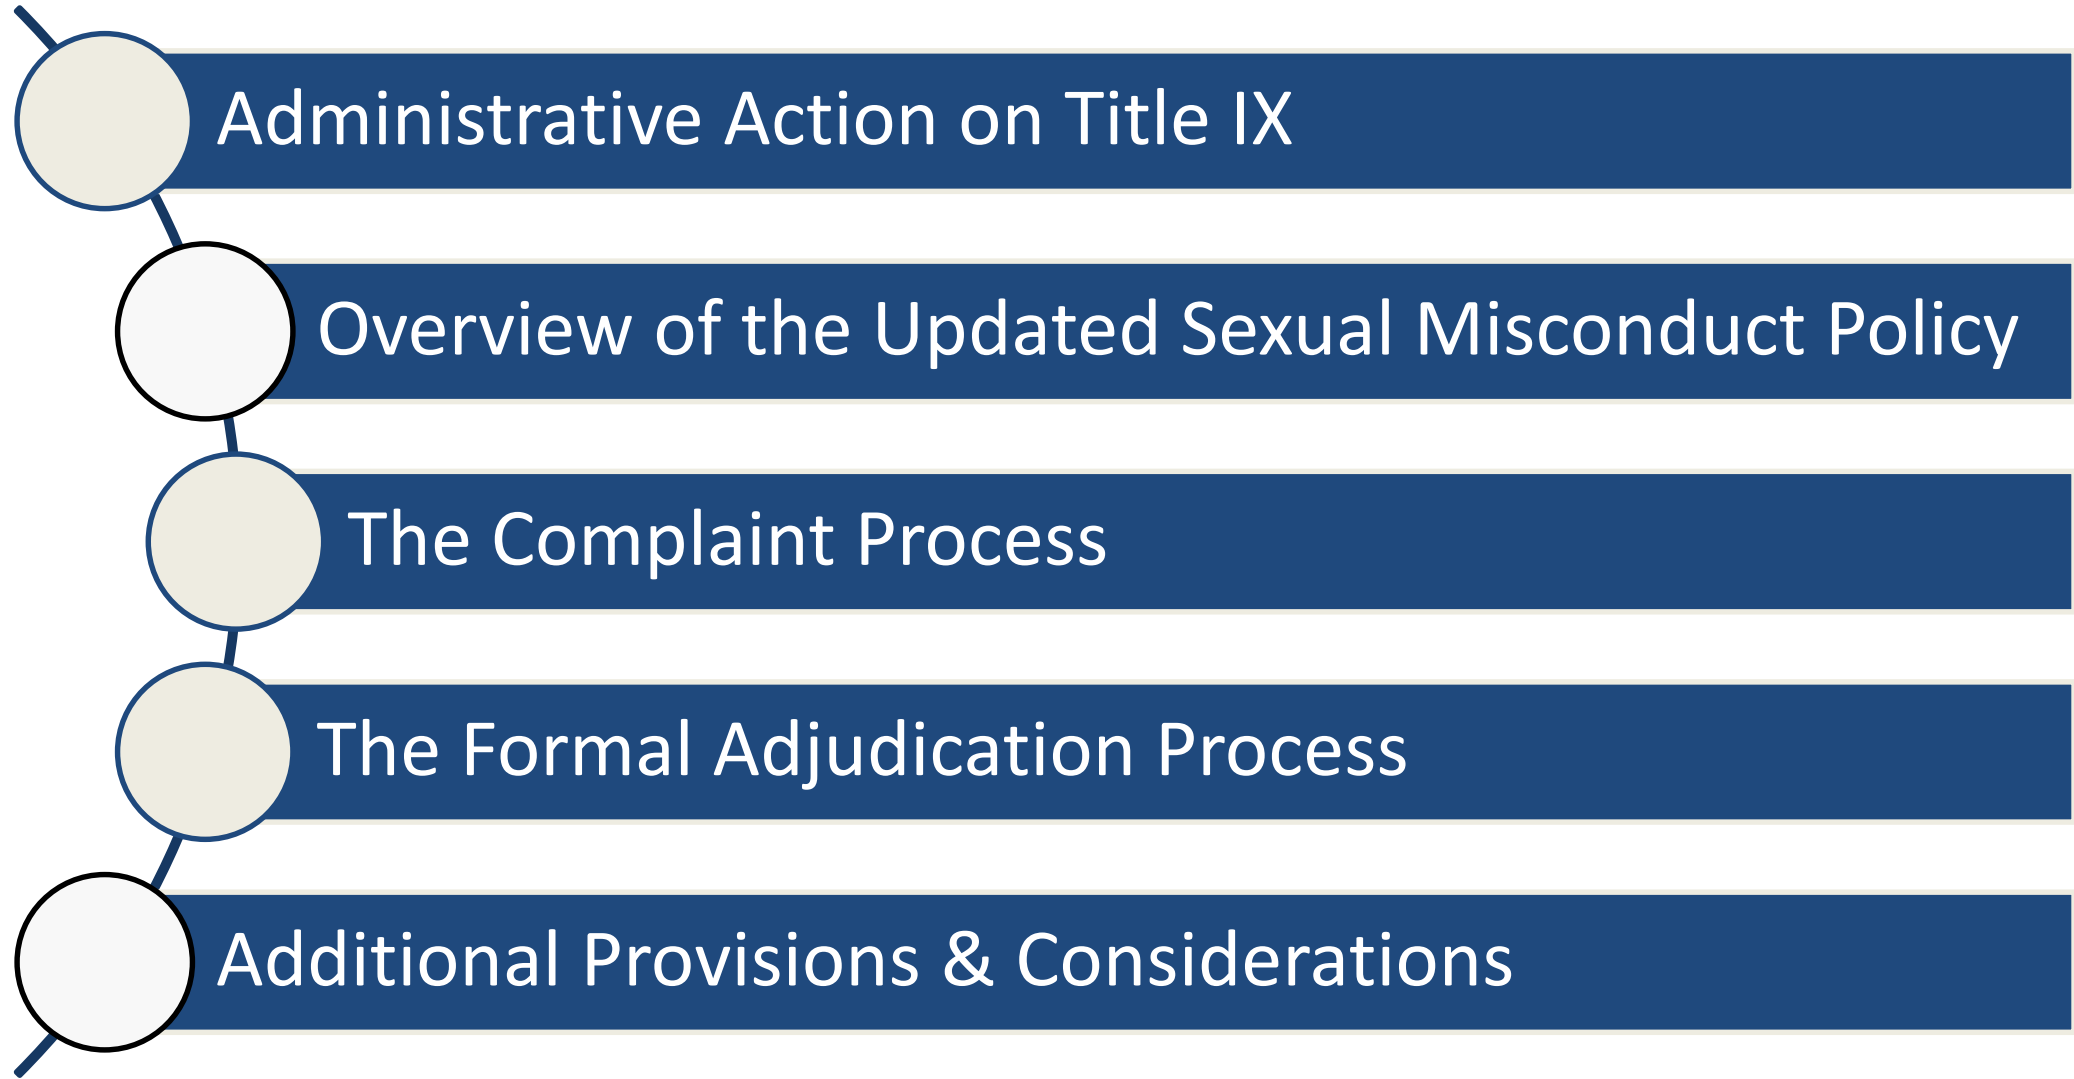 Administrative Action on Title IX
Overview of the Updated Sexual Misconduct Policy
The Complaint Process
The Formal Adjudication Process
Additional Provisions & Considerations